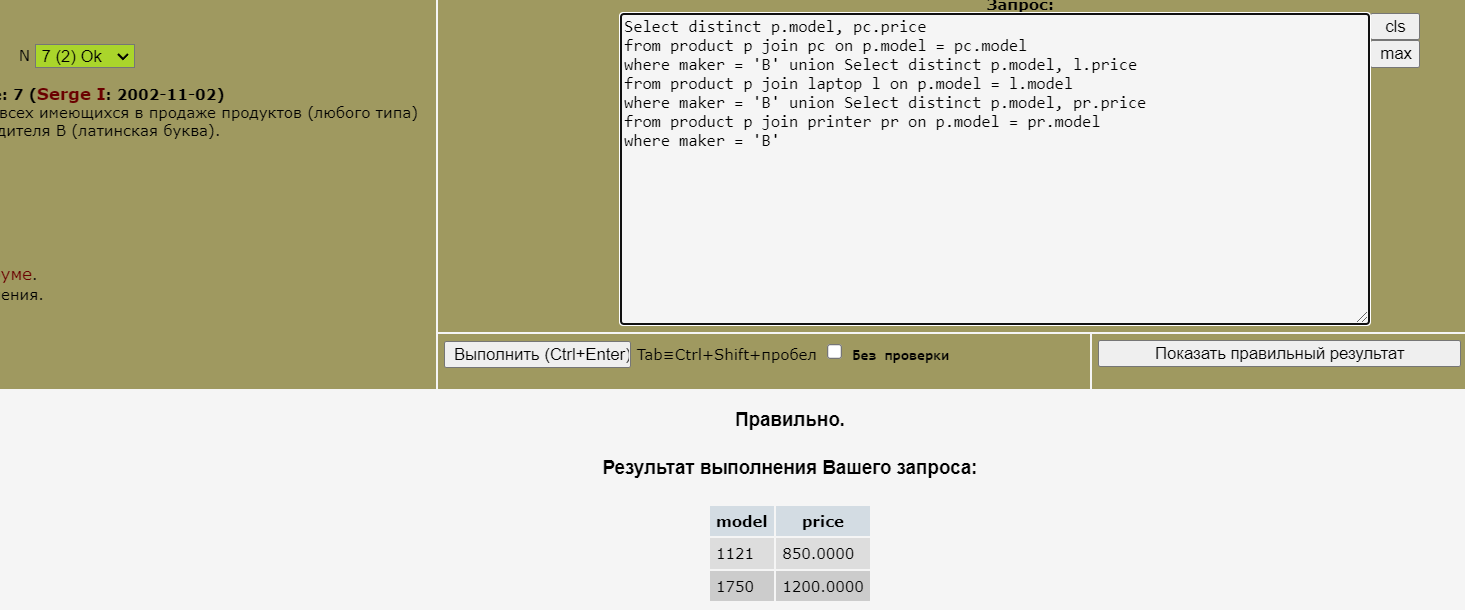 Запрос:
N 7 (2) Ok
: 7 (Serge I: 2002-11-02)
всех имеющихся в продаже продуктов (любого типа)
дителя B (латинская буква).
уме.
ения.
Select distinct p.model, pc.price
from product p join pc on p.model = pc.model
where maker = 'B' union Select distinct p.model, l.price
from product p join laptop l on p.model = l.model
where maker = 'B' union Select distinct p.model, pr.price
from product p join printer pr on p.model = pr.model
where maker = 'B'
cls
max
Выполнить (Ctrl+Enter) Tab≡Ctrl+Shift+пробел Без проверки
Показать правильный результат
Правильно.
Результат выполнения Вашего запроса:
model price
1121 850.0000
1750 1200.0000